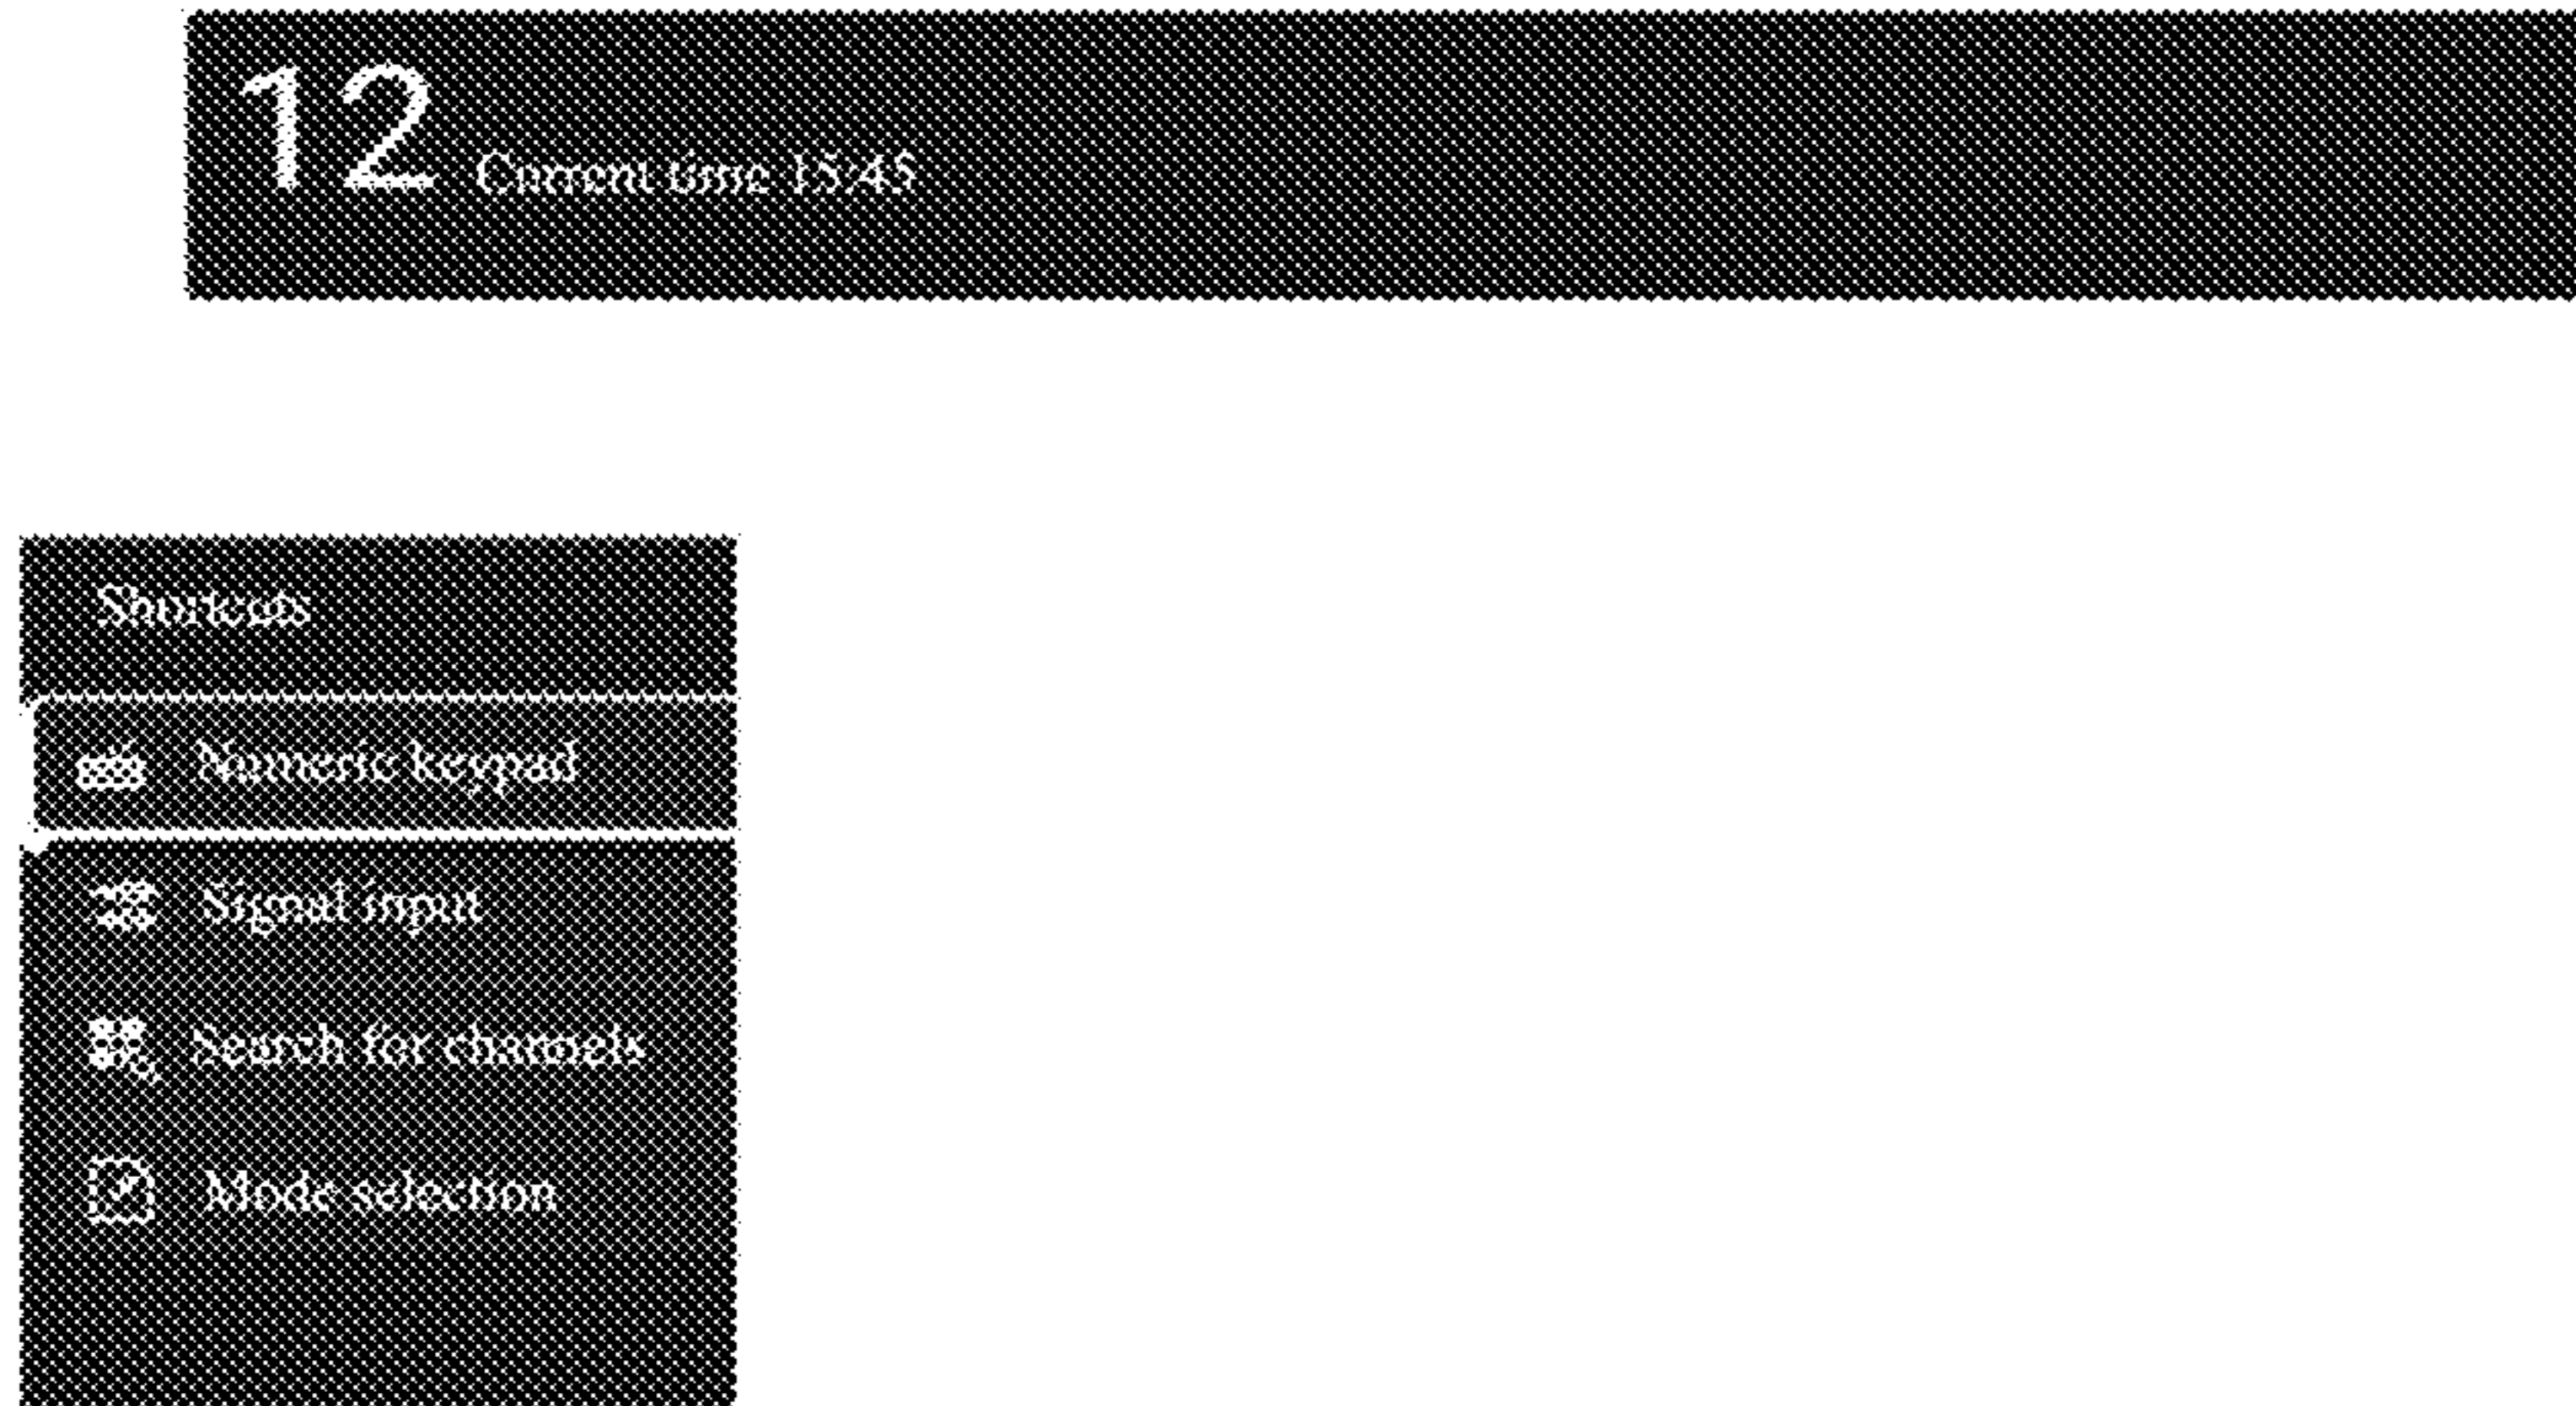 12 Current time 15:45
Shortcuts
Numeric keypad
Signal input
Search for channels
Mode selection